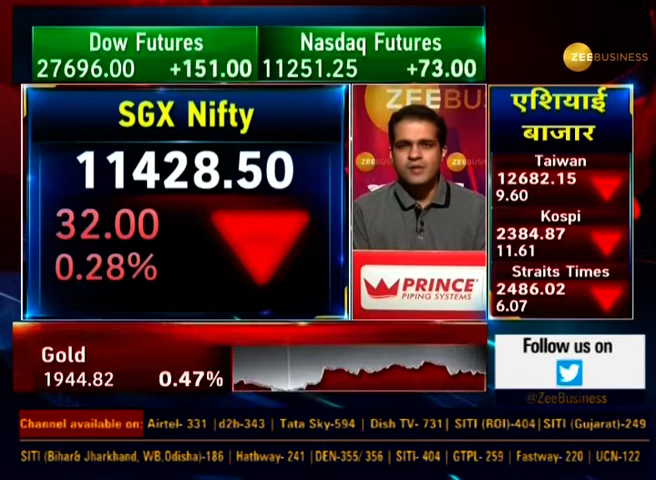 Dow Futures
27696.00 +151.00
Nasdaq Futures
11251.25 +73.00
ZEEBUSINESS
SGX Nifty
11428.50
32.00
0.28%
ZEEBU
ZEEBUSINESS
PRINCE
PIPING SYSTEMS
एशियाई
बाजार
Taiwan
12682.15
9.60
Kospi
2384.87
11.61
Straits Times
2486.02
6.07
Gold
1944.82 0.47%
Follow us on
@ZeeBusiness
Channel available on: Airtel- 331 | d2h-343 | Tata Sky-594 | Dish TV- 731 | SITI (ROI)-404 | SITI (Gujarat)-249
SITI (Bihar& Jharkhand, WB,Odisha)-186 | Hathway- 241 |DEN-355/ 356 | SITI- 404 | GTPL- 259 | Fastway- 220 | UCN-122